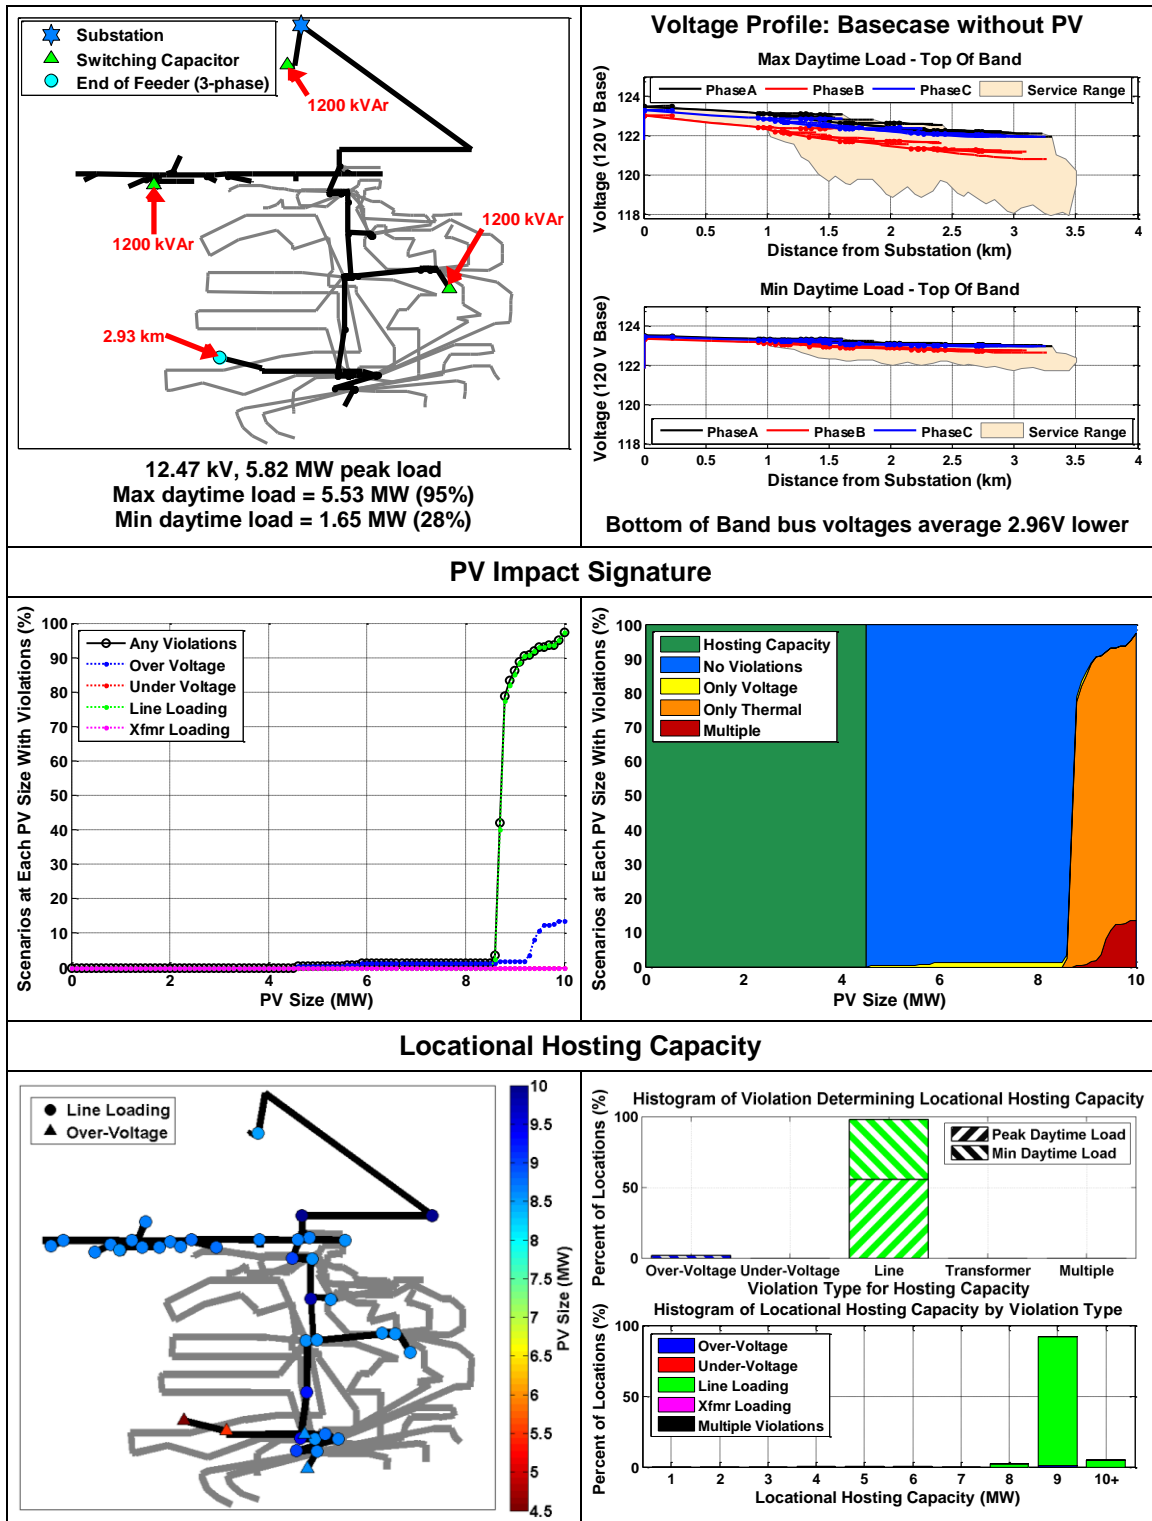 Substation
Switching Capacitor
End of Feeder (3-phase)
1200 kVAr
1200 kVAr
1200 kVAr
2.93 km
12.47 kV, 5.82 MW peak load
Max daytime load = 5.53 MW (95%)
Min daytime load = 1.65 MW (28%)
Voltage Profile: Basecase without PV
Max Daytime Load - Top Of Band
PhaseA PhaseB PhaseC Service Range
Voltage (120 V Base)
124
122
120
118
0 0.5 1 1.5 2 2.5 3 3.5 4
Distance from Substation (km)
Min Daytime Load - Top Of Band
Voltage (120 V Base)
124
122
120
118
PhaseA PhaseB PhaseC Service Range
0 0.5 1 1.5 2 2.5 3 3.5 4
Distance from Substation (km)
Bottom of Band bus voltages average 2.96V lower
PV Impact Signature
Scenarios at Each PV Size With Violations (%)
100
90
80
70
60
50
40
30
20
10
0
Any Violations
Over Voltage
Under Voltage
Line Loading
Xfmr Loading
0 2 4 6 8 10
PV Size (MW)
Scenarios at Each PV Size With Violations (%)
100
90
80
70
60
50
40
30
20
10
0
Hosting Capacity
No Violations
Only Voltage
Only Thermal
Multiple
0 2 4 6 8 10
PV Size (MW)
Locational Hosting Capacity
Line Loading
Over-Voltage
10
9.5
9
8.5
8
7.5
7
6.5
6
5.5
5
4.5
PV Size (MW)
Histogram of Violation Determining Locational Hosting Capacity
Percent of Locations (%)
100
50
0
Peak Daytime Load
Min Daytime Load
Over-Voltage Under-Voltage Line Transformer Multiple
Violation Type for Hosting Capacity
Histogram of Locational Hosting Capacity by Violation Type
Percent of Locations (%)
100
50
0
Over-Voltage
Under-Voltage
Line Loading
Xfmr Loading
Multiple Violations
1 2 3 4 5 6 7 8 9 10+
Locational Hosting Capacity (MW)